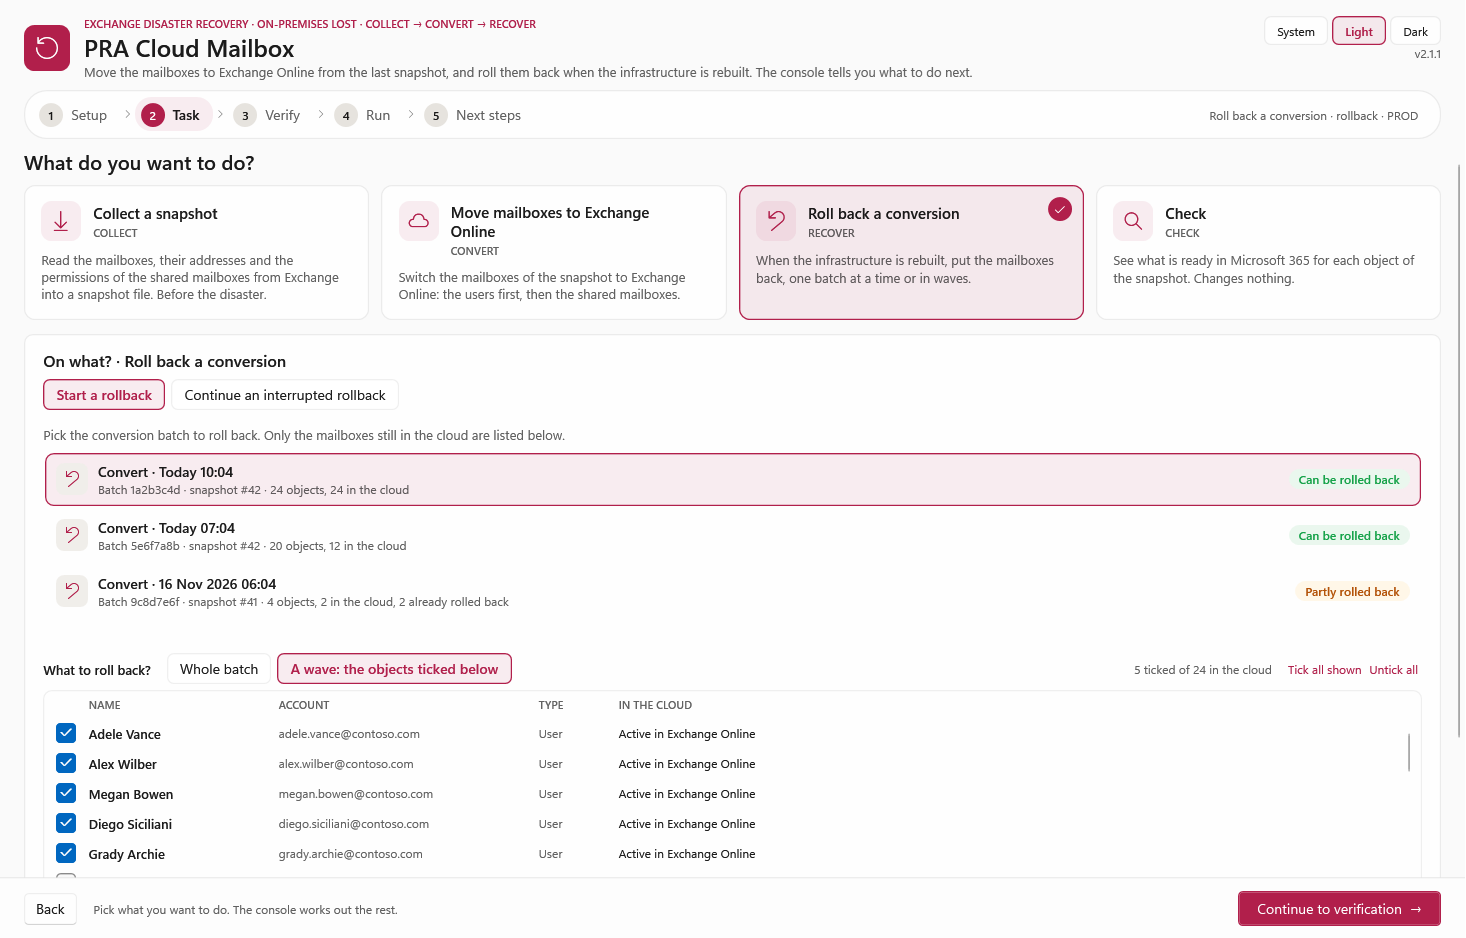 EXCHANGE DISASTER RECOVERY · ON-PREMISES LOST · COLLECT → CONVERT → RECOVER
PRA Cloud Mailbox
Move the mailboxes to Exchange Online from the last snapshot, and roll them back when the infrastructure is rebuilt. The console tells you what to do next.
System
Light
Dark
v2.1.1
1 Setup
2 Task
3 Verify
4 Run
5 Next steps
Roll back a conversion · rollback · PROD
What do you want to do?
Collect a snapshot
COLLECT
Read the mailboxes, their addresses and the
permissions of the shared mailboxes from Exchange
into a snapshot file. Before the disaster.
Move mailboxes to Exchange
Online
CONVERT
Switch the mailboxes of the snapshot to Exchange
Online: the users first, then the shared mailboxes.
Roll back a conversion
RECOVER
When the infrastructure is rebuilt, put the mailboxes
back, one batch at a time or in waves.
Check
CHECK
See what is ready in Microsoft 365 for each object of
the snapshot. Changes nothing.
On what? · Roll back a conversion
Start a rollback
Continue an interrupted rollback
Pick the conversion batch to roll back. Only the mailboxes still in the cloud are listed below.
Convert · Today 10:04
Batch 1a2b3c4d · snapshot #42 · 24 objects, 24 in the cloud
Can be rolled back
Convert · Today 07:04
Batch 5e6f7a8b · snapshot #42 · 20 objects, 12 in the cloud
Can be rolled back
Convert · 16 Nov 2026 06:04
Batch 9c8d7e6f · snapshot #41 · 4 objects, 2 in the cloud, 2 already rolled back
Partly rolled back
What to roll back?
Whole batch
A wave: the objects ticked below
5 ticked of 24 in the cloud
Tick all shown
Untick all
NAME ACCOUNT TYPE IN THE CLOUD
Adele Vance adele.vance@contoso.com User Active in Exchange Online
Alex Wilber alex.wilber@contoso.com User Active in Exchange Online
Megan Bowen megan.bowen@contoso.com User Active in Exchange Online
Diego Siciliani diego.siciliani@contoso.com User Active in Exchange Online
Grady Archie grady.archie@contoso.com User Active in Exchange Online
Back
Pick what you want to do. The console works out the rest.
Continue to verification →